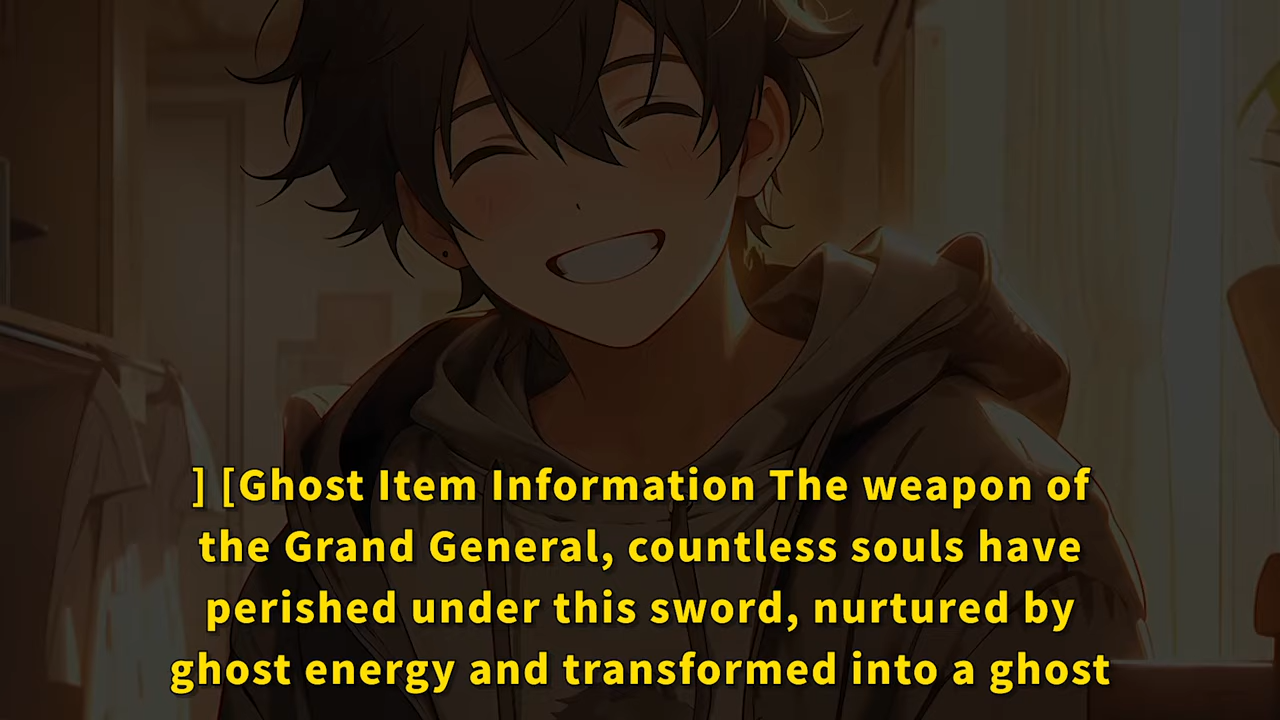 ] [Ghost Item Information The weapon of
the Grand General, countless souls have
perished under this sword, nurtured by
ghost energy and transformed into a ghost